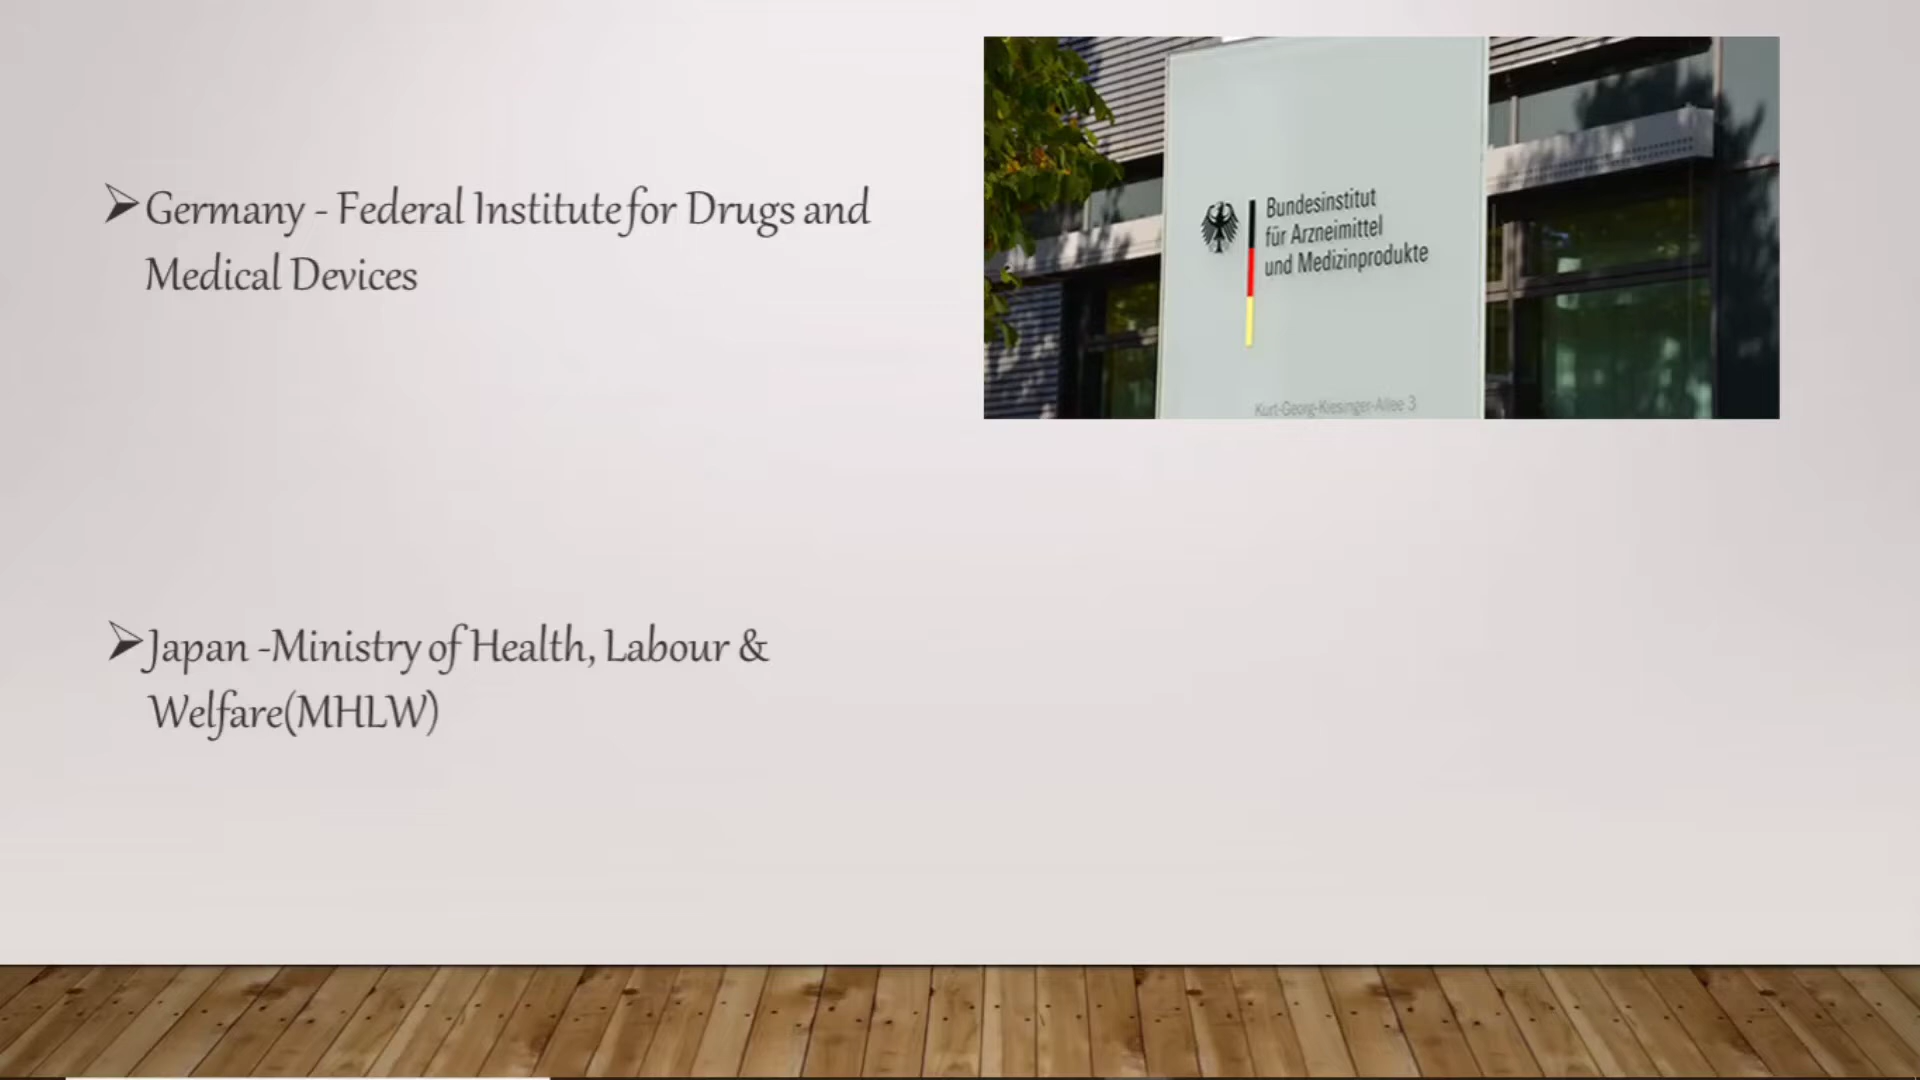 Germany - Federal Institute for Drugs and
Medical Devices
Bundesinstitut
für Arzneimittel
und Medizinprodukte
Kurt-Georg-Kiesinger-Allee 3
Japan -Ministry of Health, Labour &
Welfare(MHLW)